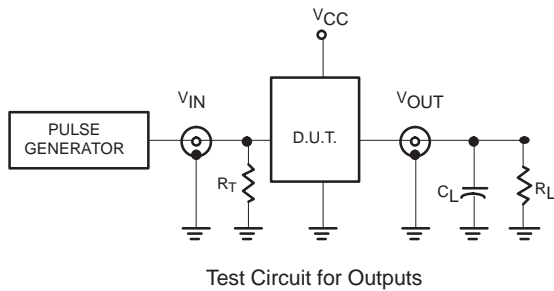 VCC
VIN
VOUT
PULSE
GENERATOR
D.U.T.
RT
CL
RL
Test Circuit for Outputs